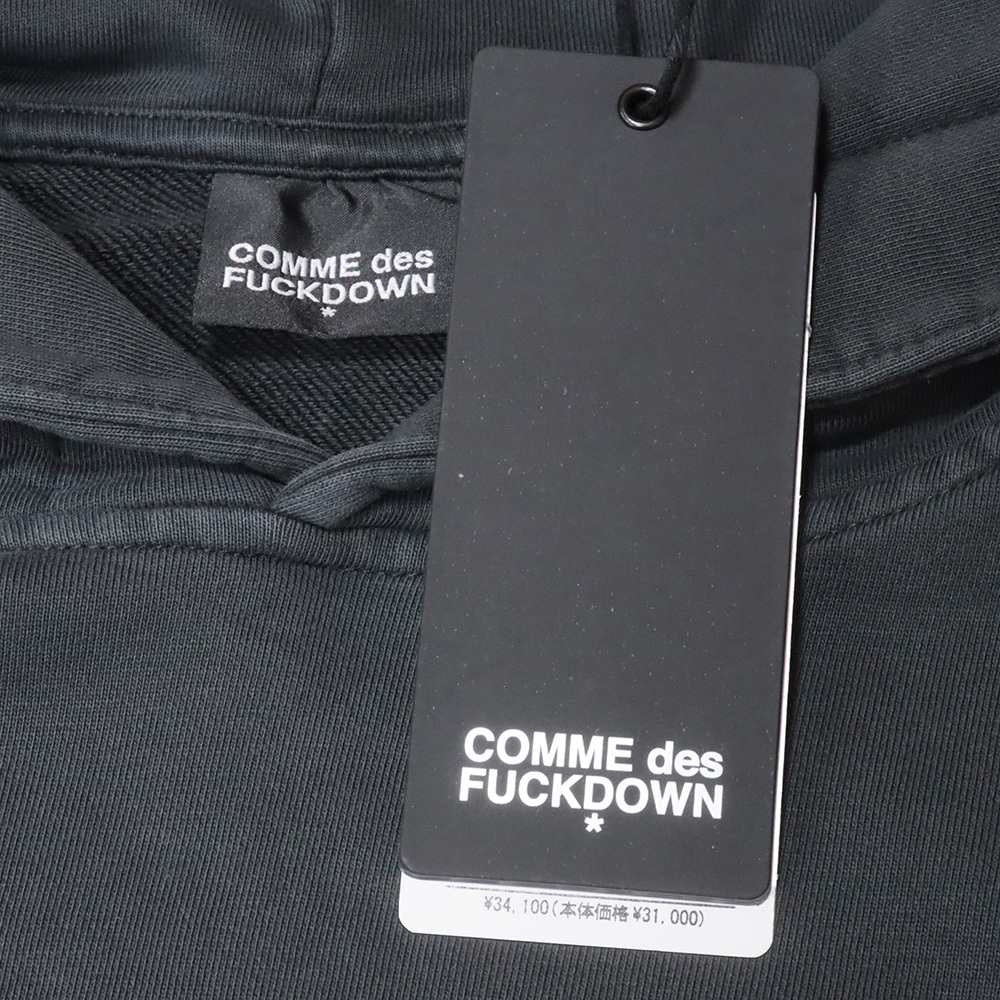 COMME des
FUCKDOWN
*
COMME des
FUCKDOWN
*
¥34,100(本体価格¥31,000)